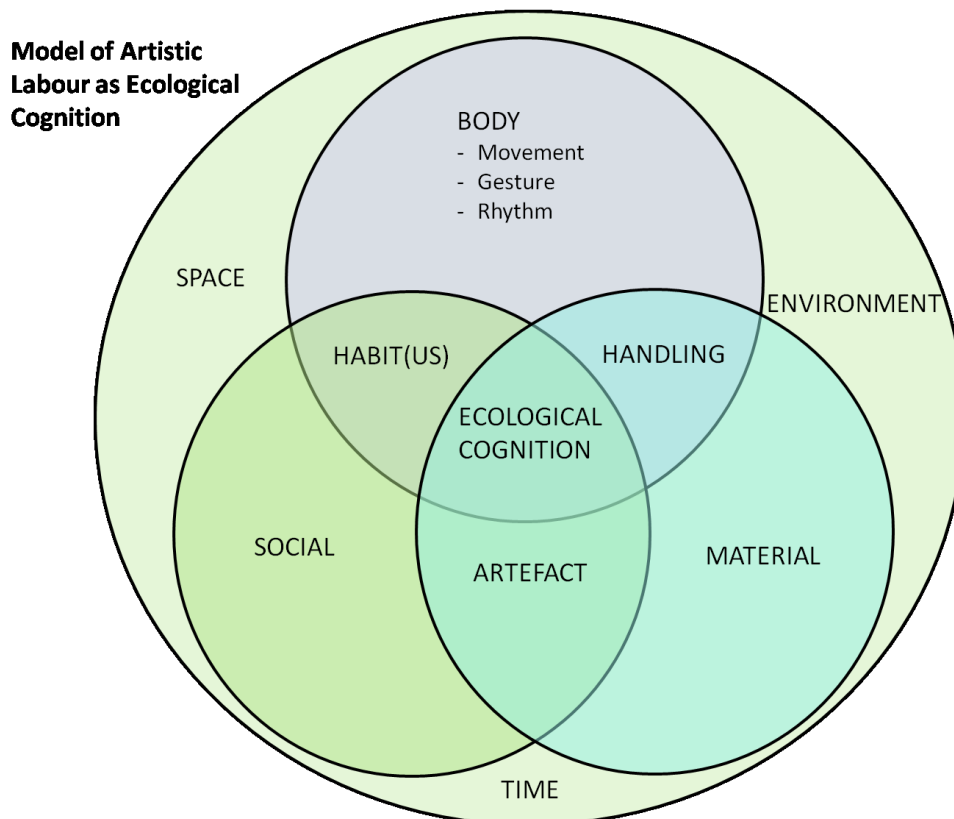 Model of Artistic
Labour as Ecological
Cognition
BODY
- Movement
- Gesture
- Rhythm
SPACE
ENVIRONMENT
HABIT(US)
HANDLING
ECOLOGICAL
COGNITION
SOCIAL
MATERIAL
ARTEFACT
TIME